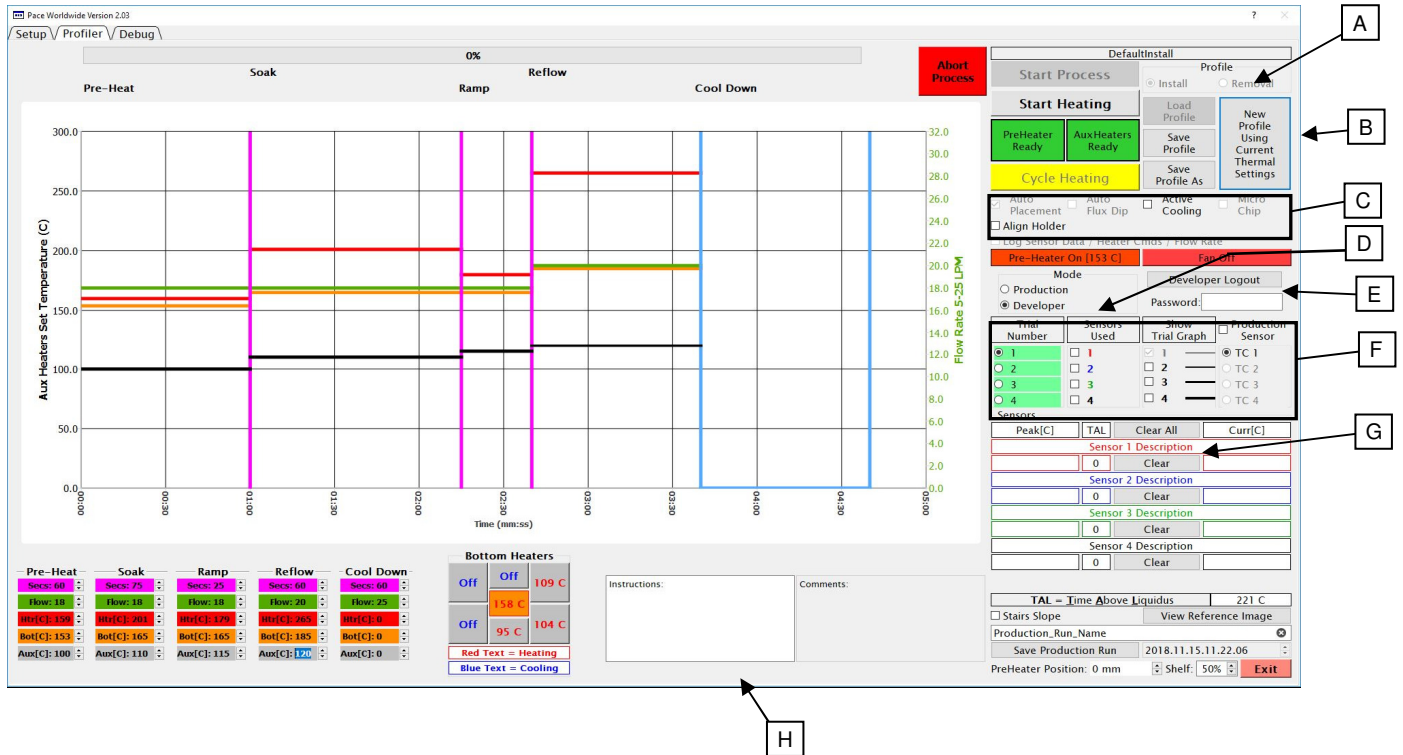 Pace Worldwide Version 2.03
?
Setup
Profiler
Debug
0%
Soak
Reflow
Pre-Heat
Ramp
Cool Down
Abort
Process
Aux Heaters Set Temperature (C)
300.0
250.0
200.0
150.0
100.0
50.0
0.0
32.0
30.0
28.0
26.0
24.0
22.0
20.0
18.0
16.0
14.0
12.0
10.0
8.0
6.0
4.0
2.0
0.0
Flow Rate 5-25 LPM
00:00
00:30
01:00
01:30
02:00
02:30
03:00
03:30
04:00
04:30
05:00
Time (mm:ss)
Pre-Heat
Secs: 60
Flow: 18
Htr[C]: 159
Bot[C]: 153
Aux[C]: 100
Soak
Secs: 75
Flow: 18
Htr[C]: 201
Bot[C]: 165
Aux[C]: 110
Ramp
Secs: 25
Flow: 18
Htr[C]: 179
Bot[C]: 165
Aux[C]: 115
Reflow
Secs: 60
Flow: 20
Htr[C]: 265
Bot[C]: 185
Aux[C]: 120
Cool Down
Secs: 60
Flow: 25
Htr[C]: 0
Bot[C]: 0
Aux[C]: 0
Bottom Heaters
Off
Off
109 C
158 C
Off
95 C
104 C
Red Text = Heating
Blue Text = Cooling
Instructions:
Comments:
DefaultInstall
Start Process
Profile
Install
Removal
Start Heating
Load
Profile
New
Profile
Using
Current
Thermal
Settings
PreHeater
Ready
AuxHeaters
Ready
Save
Profile
Cycle Heating
Save
Profile As
Auto
Placement
Auto
Flux Dip
Active
Cooling
Micro
Chip
Align Holder
Log Sensor Data / Heater Cmds / Flow Rate
Pre-Heater On [153 C]
Fan Off
Mode
Production
Developer
Developer Logout
Password:
Trial
Number
Sensors
Used
Show
Trial Graph
Production
Sensor
1
1
1
TC 1
2
2
2
TC 2
3
3
3
TC 3
4
4
4
TC 4
Sensors
Peak[C]
TAL
Clear All
Curr[C]
Sensor 1 Description
0
Clear
Sensor 2 Description
0
Clear
Sensor 3 Description
0
Clear
Sensor 4 Description
0
Clear
TAL = Time Above Liquidus
221 C
Stairs Slope
View Reference Image
Production_Run_Name
Save Production Run
2018.11.15.11.22.06
PreHeater Position: 0 mm
Shelf: 50%
Exit
A
B
C
D
E
F
G
H